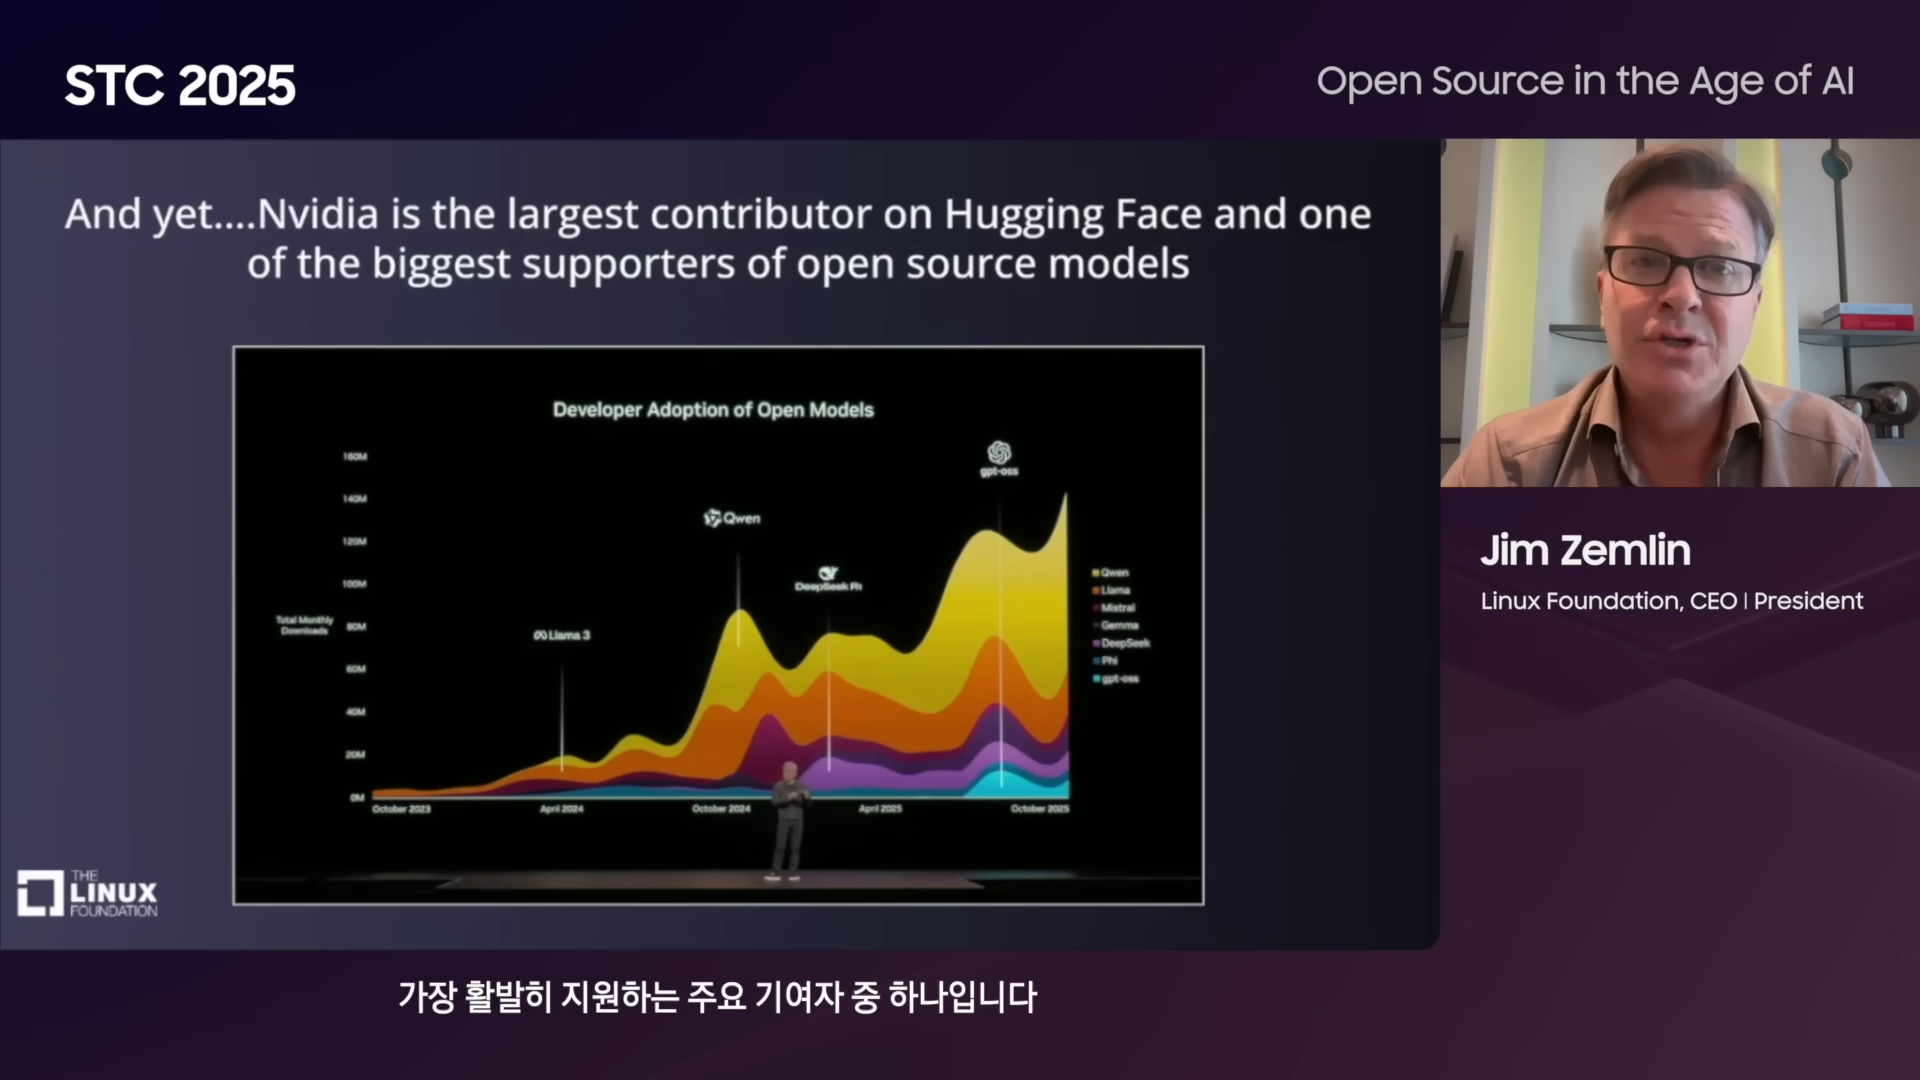 STC 2025
Open Source in the Age of AI
And yet....Nvidia is the largest contributor on Hugging Face and one
of the biggest supporters of open source models
Developer Adoption of Open Models
160M
140M
120M
100M
80M
60M
40M
20M
0M
Total Monthly
Downloads
Llama 3
Qwen
DeepSeek R1
gpt-oss
Qwen
Llama
Mistral
Gemma
DeepSeek
Phi
gpt-oss
October 2023
April 2024
October 2024
April 2025
October 2025
THE
LINUX
FOUNDATION
Jim Zemlin
Linux Foundation, CEO | President
가장 활발히 지원하는 주요 기여자 중 하나입니다